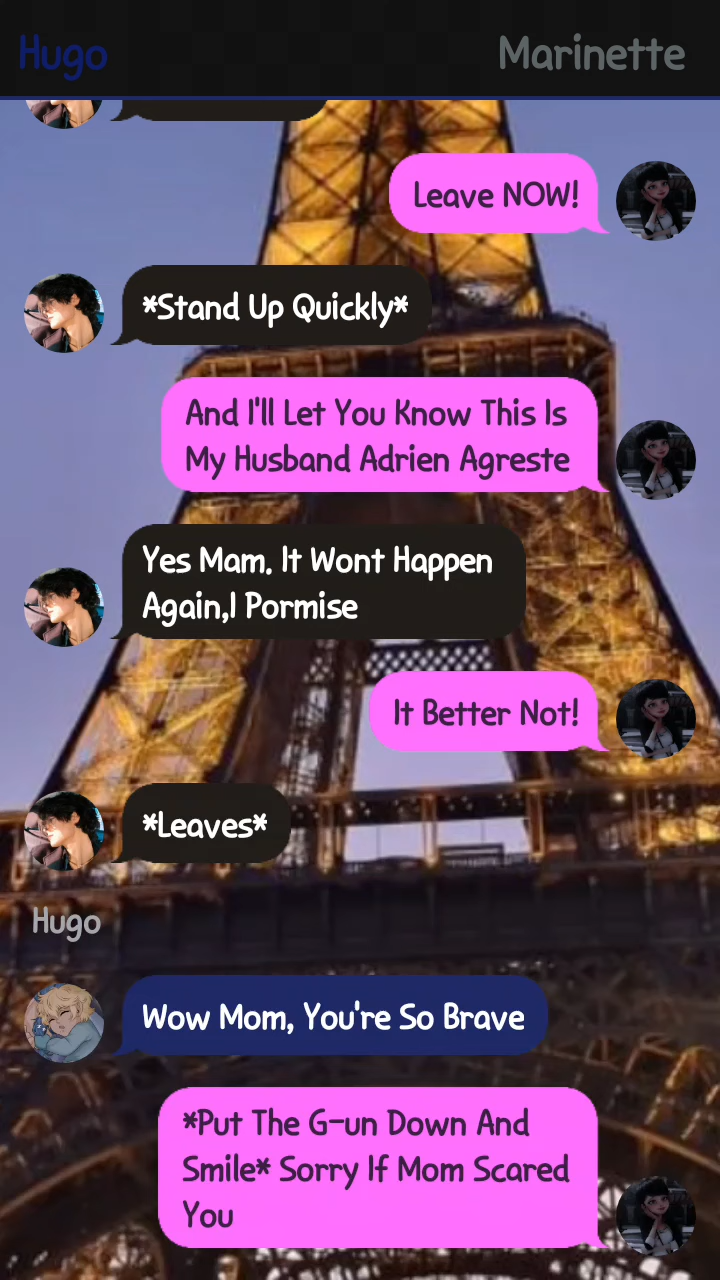 Hugo Marinette
Leave NOW!
*Stand Up Quickly*
And I'll Let You Know This Is
My Husband Adrien Agreste
Yes Mam. It Wont Happen
Again,I Pormise
It Better Not!
*Leaves*
Hugo
Wow Mom, You're So Brave
*Put The G-un Down And
Smile* Sorry If Mom Scared
You